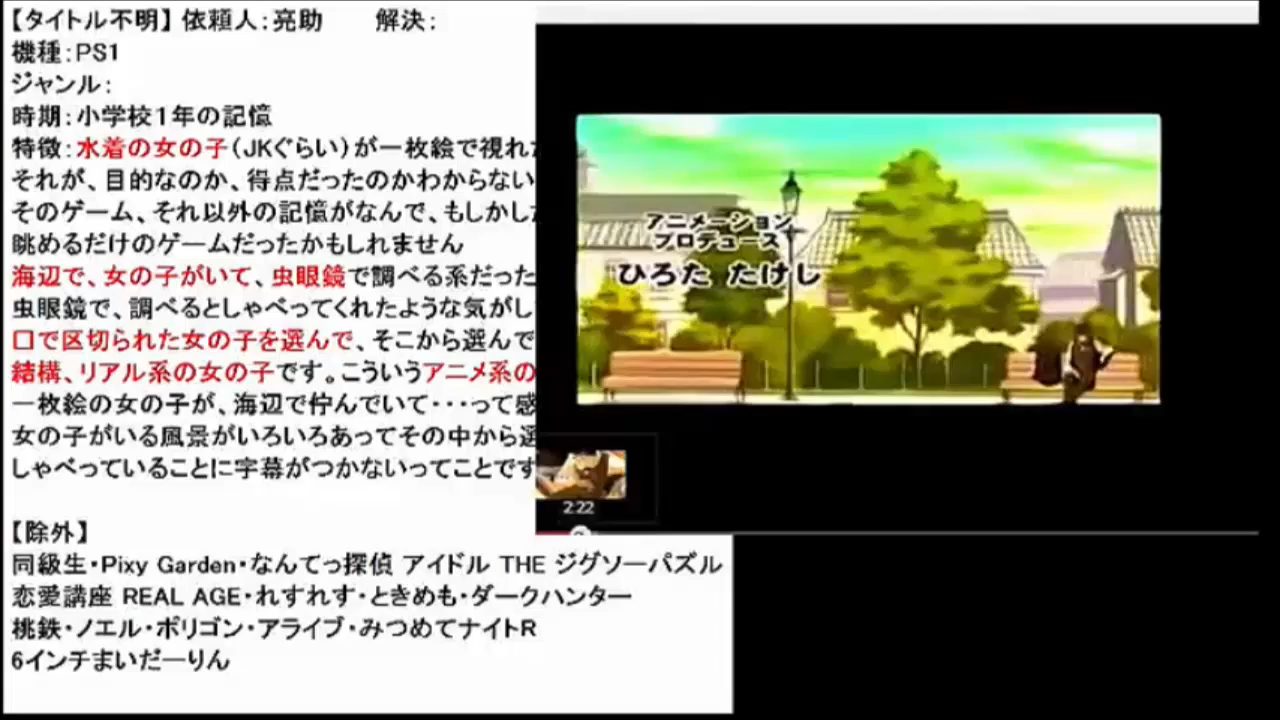 【タイトル不明】依頼人：亮助　　解決：
機種：PS1
ジャンル：
時期：小学校１年の記憶
特徴：水着の女の子（JKぐらい）が一枚絵で視れ
それが、目的なのか、得点だったのかわからない
そのゲーム、それ以外の記憶がなんで、もしかし
眺めるだけのゲームだったかもしれません
海辺で、女の子がいて、虫眼鏡で調べる系だった
虫眼鏡で、調べるとしゃべってくれたような気がし
口で区切られた女の子を選んで、そこから選んで
結構、リアル系の女の子です。こういうアニメ系の
一枚絵の女の子が、海辺で佇んでいて・・・って感
女の子がいる風景がいろいろあってその中から選
しゃべっていることに字幕がつかないってことです
【除外】
同級生・Pixy Garden・なんてっ探偵 アイドル THE ジグソーパズル
恋愛講座 REAL AGE・れすれす・ときめも・ダークハンター
桃鉄・ノエル・ポリゴン・アライブ・みつめてナイトR
6インチまいだーりん
アニメーション
プロデュース
ひろた たけし
2:22